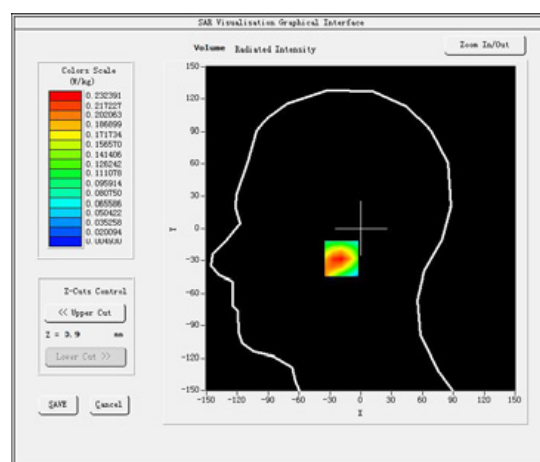 SAR Visualisation Graphical Interface
Volume Radiated Intensity
Zoom In/Out
Colors Scale
(W/kg)
0.232391
0.217227
0.202063
0.186899
0.171734
0.156570
0.141406
0.126242
0.111078
0.095914
0.080750
0.065586
0.050422
0.035258
0.020094
0.004930
Z-Cuts Control
<< Upper Cut
Z = 3.9 mm
Lower Cut >>
SAVE Cancel
150
120
90
60
30
0
-30
-60
-90
-120
-150
Y
-150 -120 -90 -60 -30 0 30 60 90 120 150
X